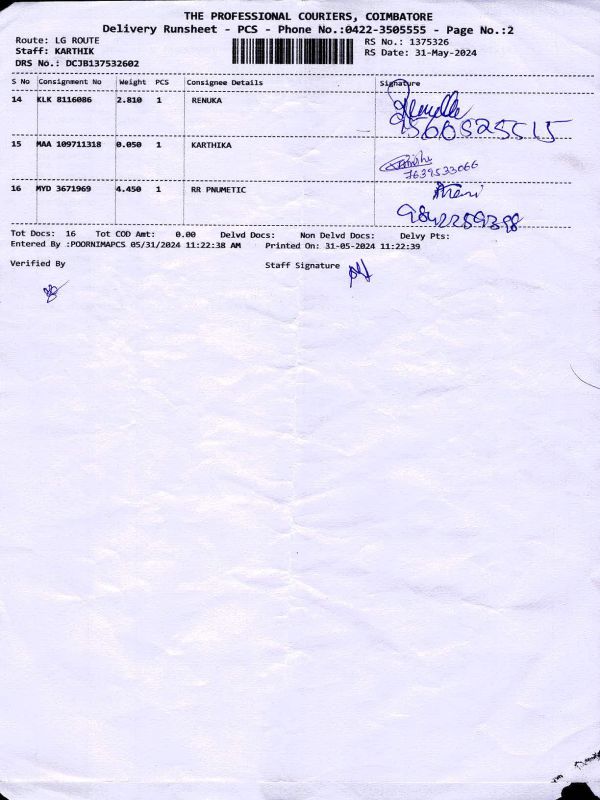 THE PROFESSIONAL COURIERS, COIMBATORE
Delivery Runsheet - PCS - Phone No.:0422-3505555 - Page No.:2
Route: LG ROUTE RS No.: 1375326
Staff: KARTHIK RS Date: 31-May-2024
DRS No.: DCJB137532602
S No Consignment No Weight PCS Consignee Details Signature
14 KLK 8116086 2.810 1 RENUKA
9560525515
15 MAA 109711318 0.050 1 KARTHIKA
7639533066
16 MYD 3671969 4.450 1 RR PNUMETIC
9842259398
Tot Docs: 16 Tot COD Amt: 0.00 Delvd Docs: Non Delvd Docs: Delvy Pts:
Entered By :POORNIMAPCS 05/31/2024 11:22:38 AM Printed On: 31-05-2024 11:22:39
Verified By Staff Signature